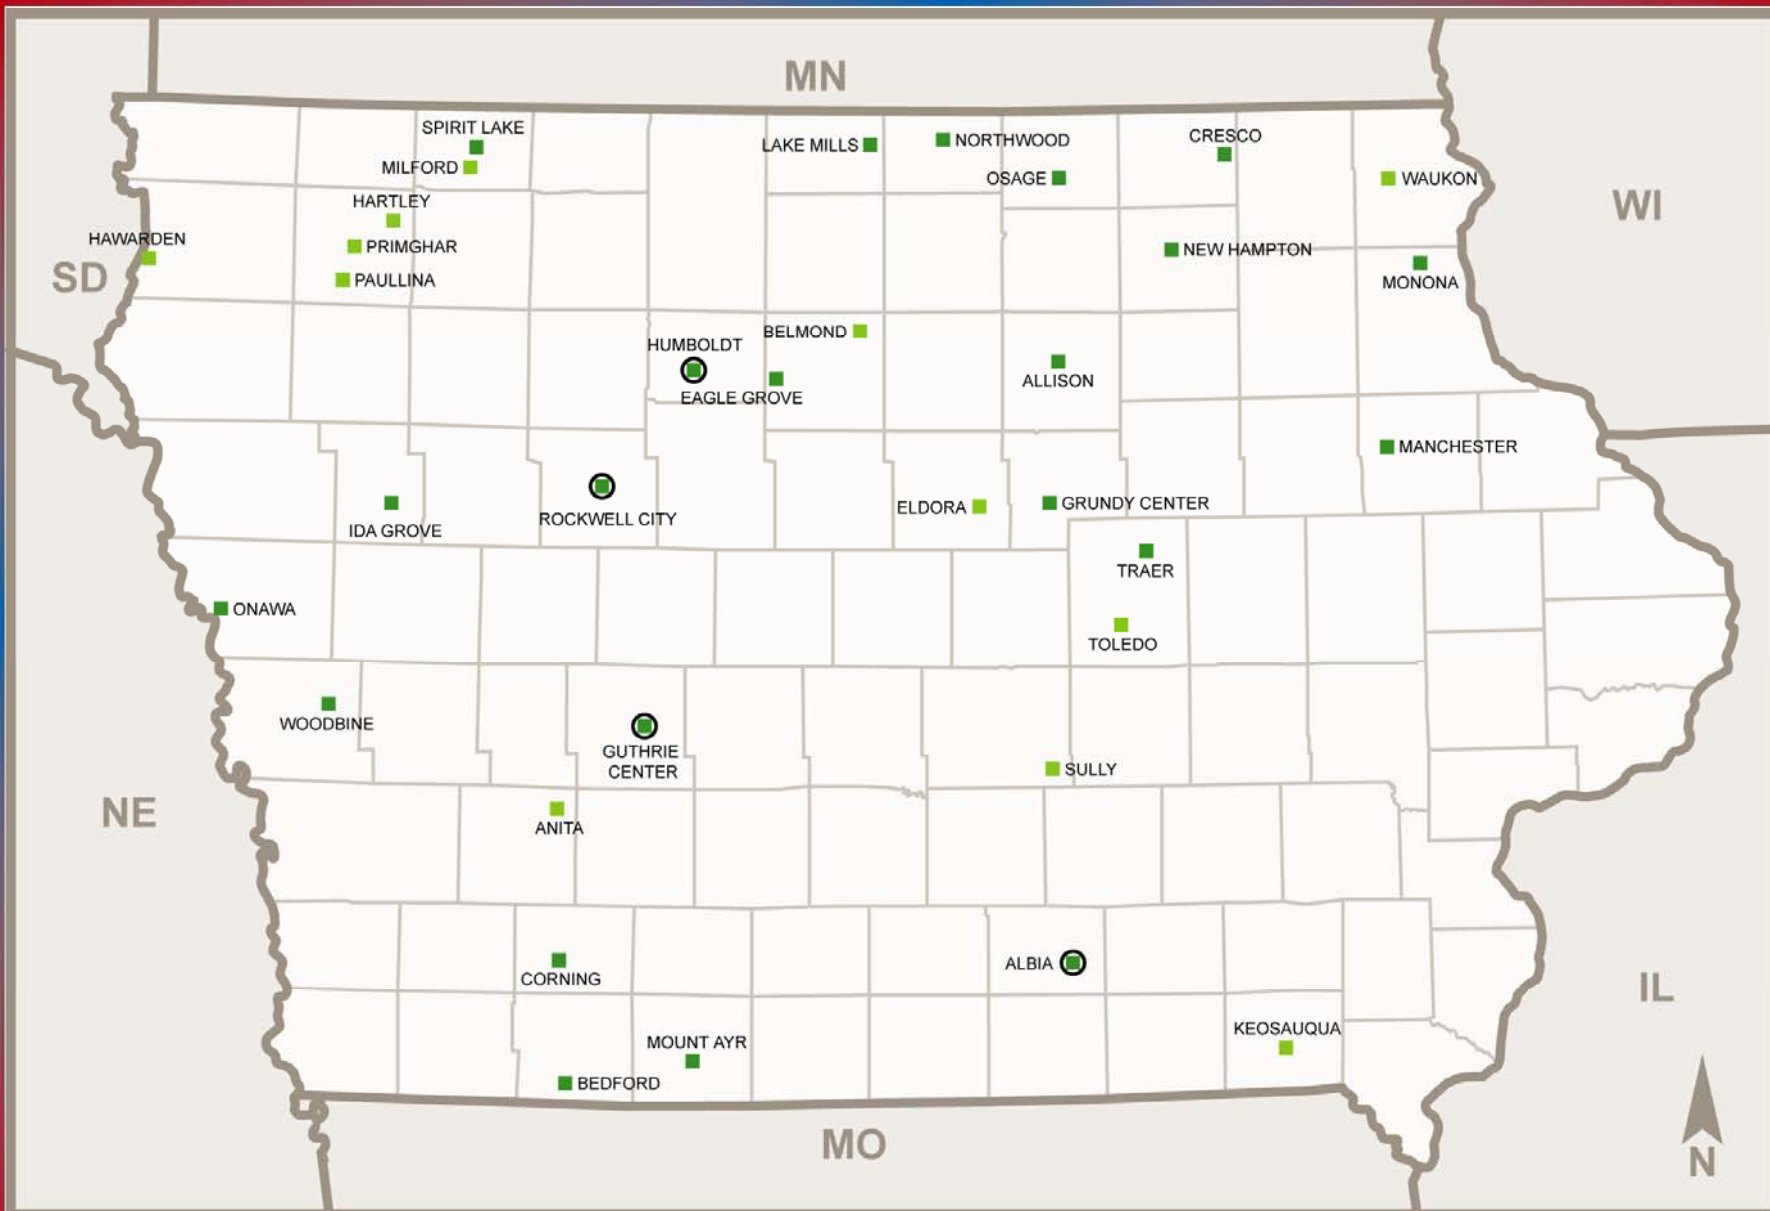 MN
SPIRIT LAKE
MILFORD
LAKE MILLS
NORTHWOOD
CRESCO
OSAGE
WAUKON
HARTLEY
WI
HAWARDEN
PRIMGHAR
NEW HAMPTON
SD
PAULLINA
MONONA
BELMOND
HUMBOLDT
EAGLE GROVE
ALLISON
MANCHESTER
IDA GROVE
ROCKWELL CITY
ELDORA
GRUNDY CENTER
TRAER
ONAWA
TOLEDO
WOODBINE
GUTHRIE
CENTER
SULLY
NE
ANITA
ALBIA
CORNING
IL
KEOSAUQUA
MOUNT AYR
BEDFORD
MO
N